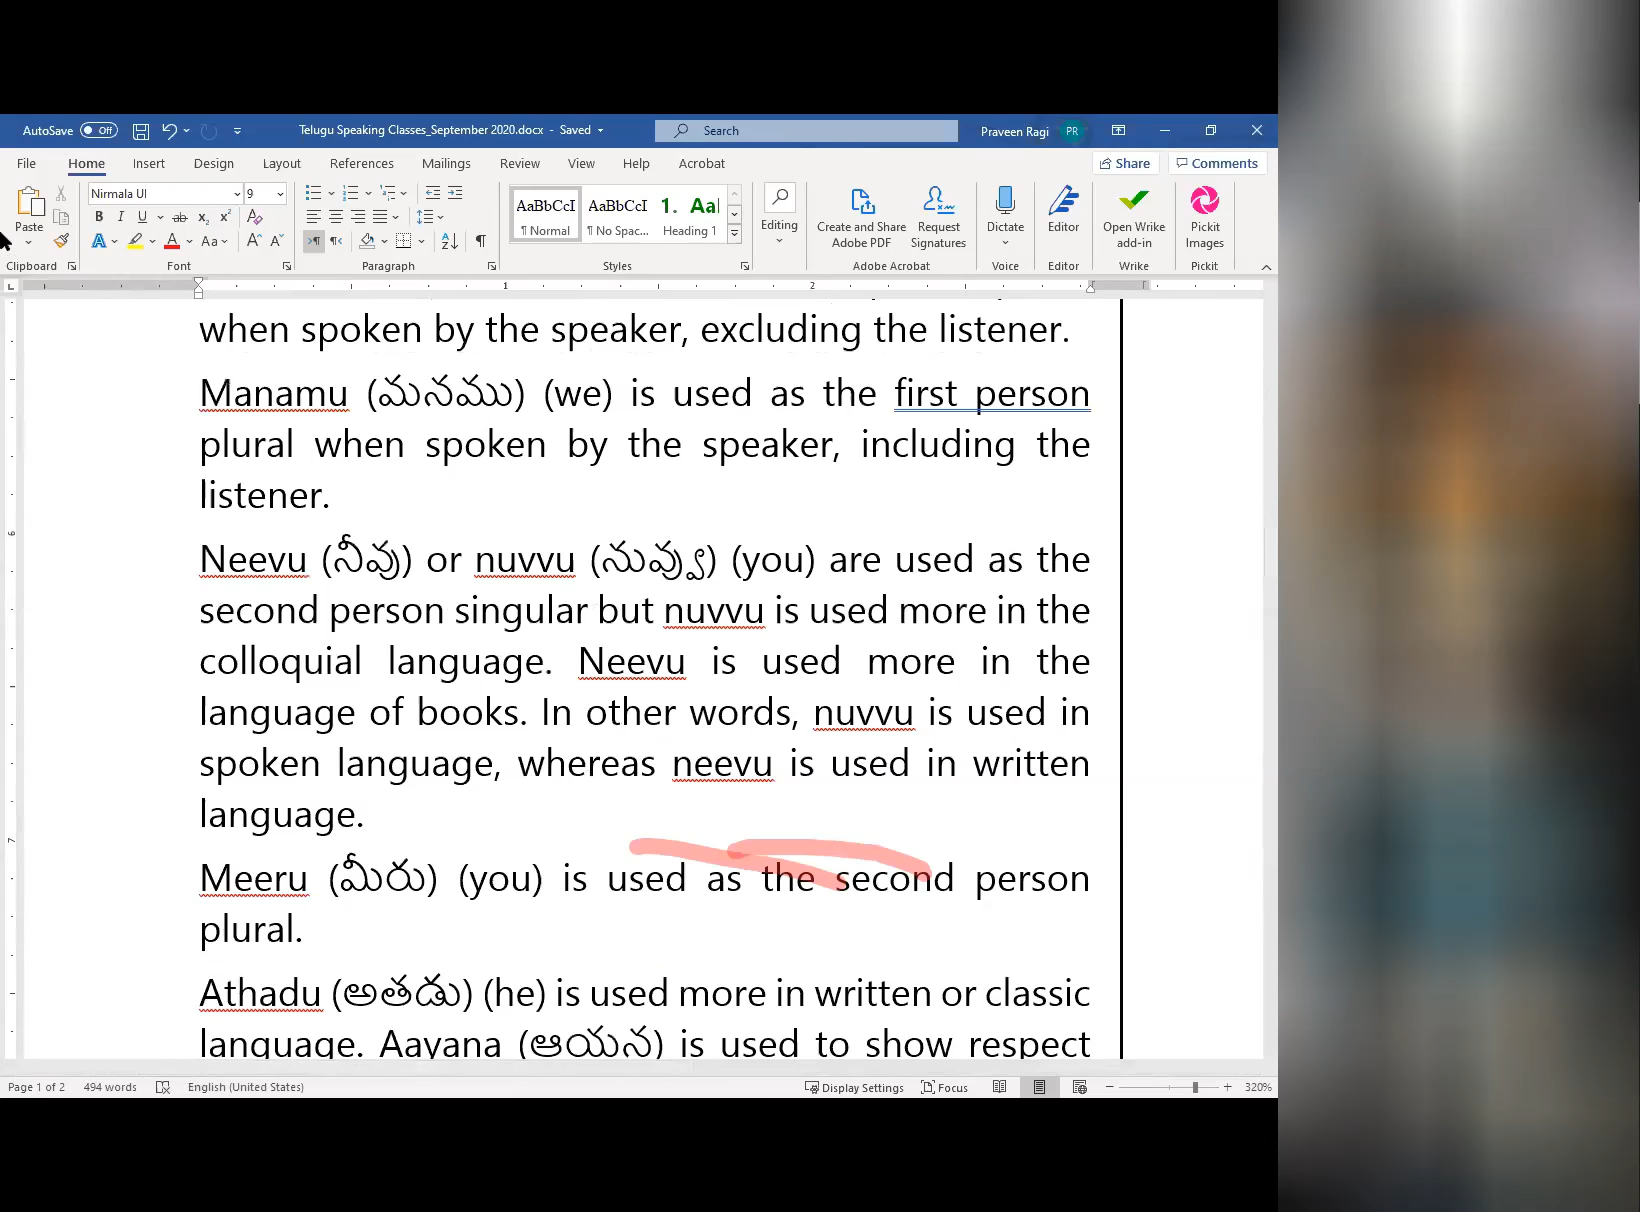 AutoSave Off Telugu Speaking Classes_September 2020.docx - Saved Search Praveen Ragi PR
File Home Insert Design Layout References Mailings Review View Help Acrobat Share Comments
Nirmala UI 9
Paste
AaBbCcI AaBbCcI 1. Aal
¶ Normal ¶ No Spac... Heading 1
Editing
Create and Share Adobe PDF
Request Signatures
Dictate
Editor
Open Wrike add-in
Pickit Images
Clipboard Font Paragraph Styles Adobe Acrobat Voice Editor Wrike Pickit
1 2
when spoken by the speaker, excluding the listener.
Manamu (మనము) (we) is used as the first person
plural when spoken by the speaker, including the
listener.
Neevu (నీవు) or nuvvu (నువ్వు) (you) are used as the
second person singular but nuvvu is used more in the
colloquial language. Neevu is used more in the
language of books. In other words, nuvvu is used in
spoken language, whereas neevu is used in written
language.
Meeru (మీరు) (you) is used as the second person
plural.
Athadu (అతడు) (he) is used more in written or classic
language. Aayana (ఆయన) is used to show respect
Page 1 of 2 494 words English (United States) Display Settings Focus 320%